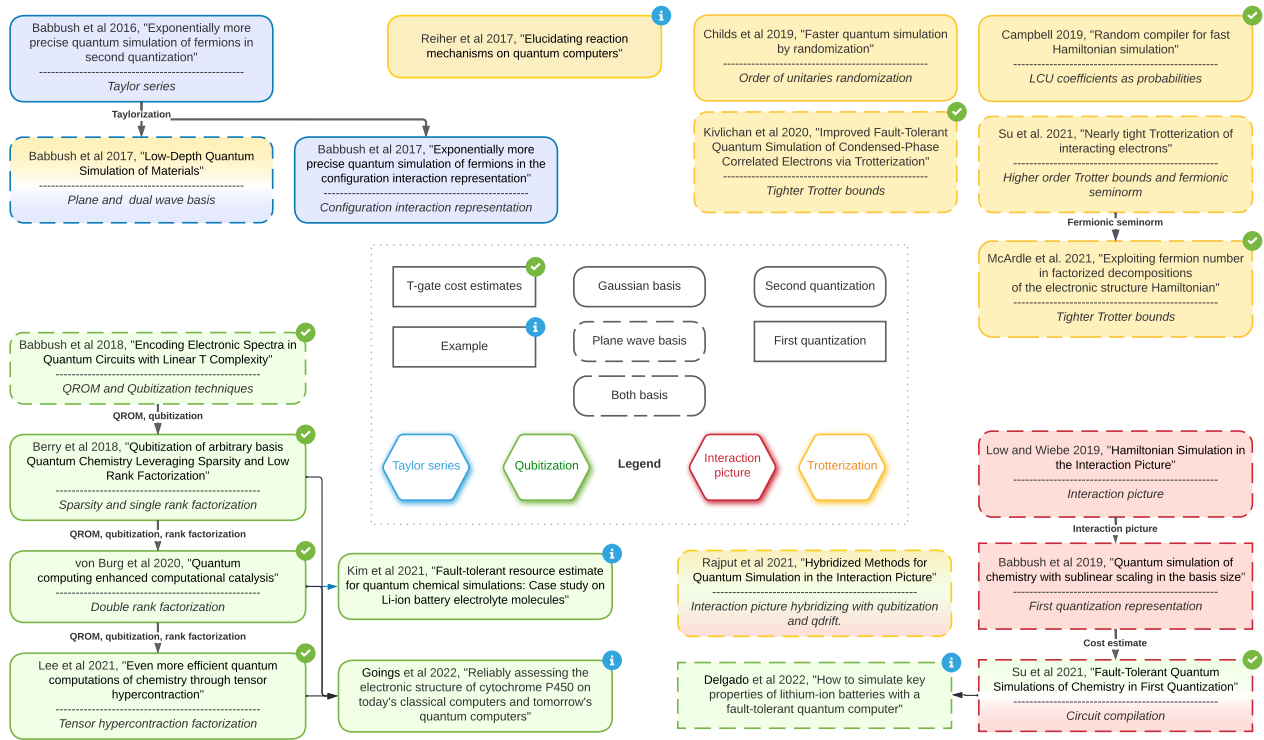 Babbush et al 2016, "Exponentially more
precise quantum simulation of fermions in
second quantization"
--------------------------------------------------
Taylor series
Reiher et al 2017, "Elucidating reaction
mechanisms on quantum computers"
Childs et al 2019, "Faster quantum simulation
by randomization"
--------------------------------------------------
Order of unitaries randomization
Campbell 2019, "Random compiler for fast
Hamiltonian simulation"
--------------------------------------------------
LCU coefficients as probabilities
Taylorization
Babbush et al 2017, "Low-Depth Quantum
Simulation of Materials"
--------------------------------------------------
Plane and dual wave basis
Babbush et al 2017, "Exponentially more
precise quantum simulation of fermions in the
configuration interaction representation"
--------------------------------------------------
Configuration interaction representation
Kivlichan et al 2020, "Improved Fault-Tolerant
Quantum Simulation of Condensed-Phase
Correlated Electrons via Trotterization"
--------------------------------------------------
Tighter Trotter bounds
Su et al. 2021, "Nearly tight Trotterization of
interacting electrons"
--------------------------------------------------
Higher order Trotter bounds and fermionic
seminorm
Fermionic seminorm
McArdle et al. 2021, "Exploiting fermion number
in factorized decompositions
of the electronic structure Hamiltonian"
--------------------------------------------------
Tighter Trotter bounds
T-gate cost estimates
Gaussian basis
Second quantization
Example
Plane wave basis
First quantization
Both basis
Taylor series
Qubitization
Legend
Interaction
picture
Trotterization
Babbush et al 2018, "Encoding Electronic Spectra in
Quantum Circuits with Linear T Complexity"
--------------------------------------------------
QROM and Qubitization techniques
QROM, qubitization
Berry et al 2018, "Qubitization of arbitrary basis
Quantum Chemistry Leveraging Sparsity and Low
Rank Factorization"
--------------------------------------------------
Sparsity and single rank factorization
QROM, qubitization, rank factorization
von Burg et al 2020, "Quantum
computing enhanced computational catalysis"
--------------------------------------------------
Double rank factorization
QROM, qubitization, rank factorization
Lee et al 2021, "Even more efficient quantum
computations of chemistry through tensor
hypercontraction"
--------------------------------------------------
Tensor hypercontraction factorization
Kim et al 2021, "Fault-tolerant resource estimate
for quantum chemical simulations: Case study on
Li-ion battery electrolyte molecules"
Goings et al 2022, "Reliably assessing the
electronic structure of cytochrome P450 on
today's classical computers and tomorrow's
quantum computers"
Rajput et al 2021, "Hybridized Methods for
Quantum Simulation in the Interaction Picture"
--------------------------------------------------
Interaction picture hybridizing with qubitization
and qdrift.
Delgado et al 2022, "How to simulate key
properties of lithium-ion batteries with a
fault-tolerant quantum computer"
Low and Wiebe 2019, "Hamiltonian Simulation in
the Interaction Picture"
--------------------------------------------------
Interaction picture
Interaction picture
Babbush et al 2019, "Quantum simulation of
chemistry with sublinear scaling in the basis size"
--------------------------------------------------
First quantization representation
Cost estimate
Su et al 2021, "Fault-Tolerant Quantum
Simulations of Chemistry in First Quantization"
--------------------------------------------------
Circuit compilation